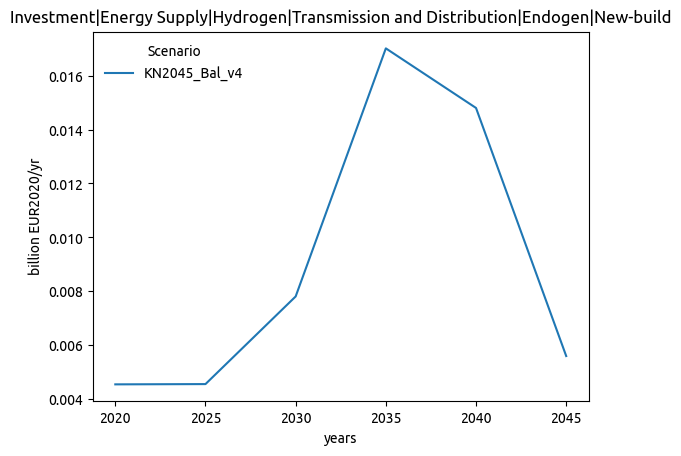 Investment|Energy Supply|Hydrogen|Transmission and Distribution|Endogen|New-build
Scenario
KN2045_Bal_v4
0.016
0.014
0.012
0.010
0.008
0.006
0.004
billion EUR2020/yr
2020 2025 2030 2035 2040 2045
years